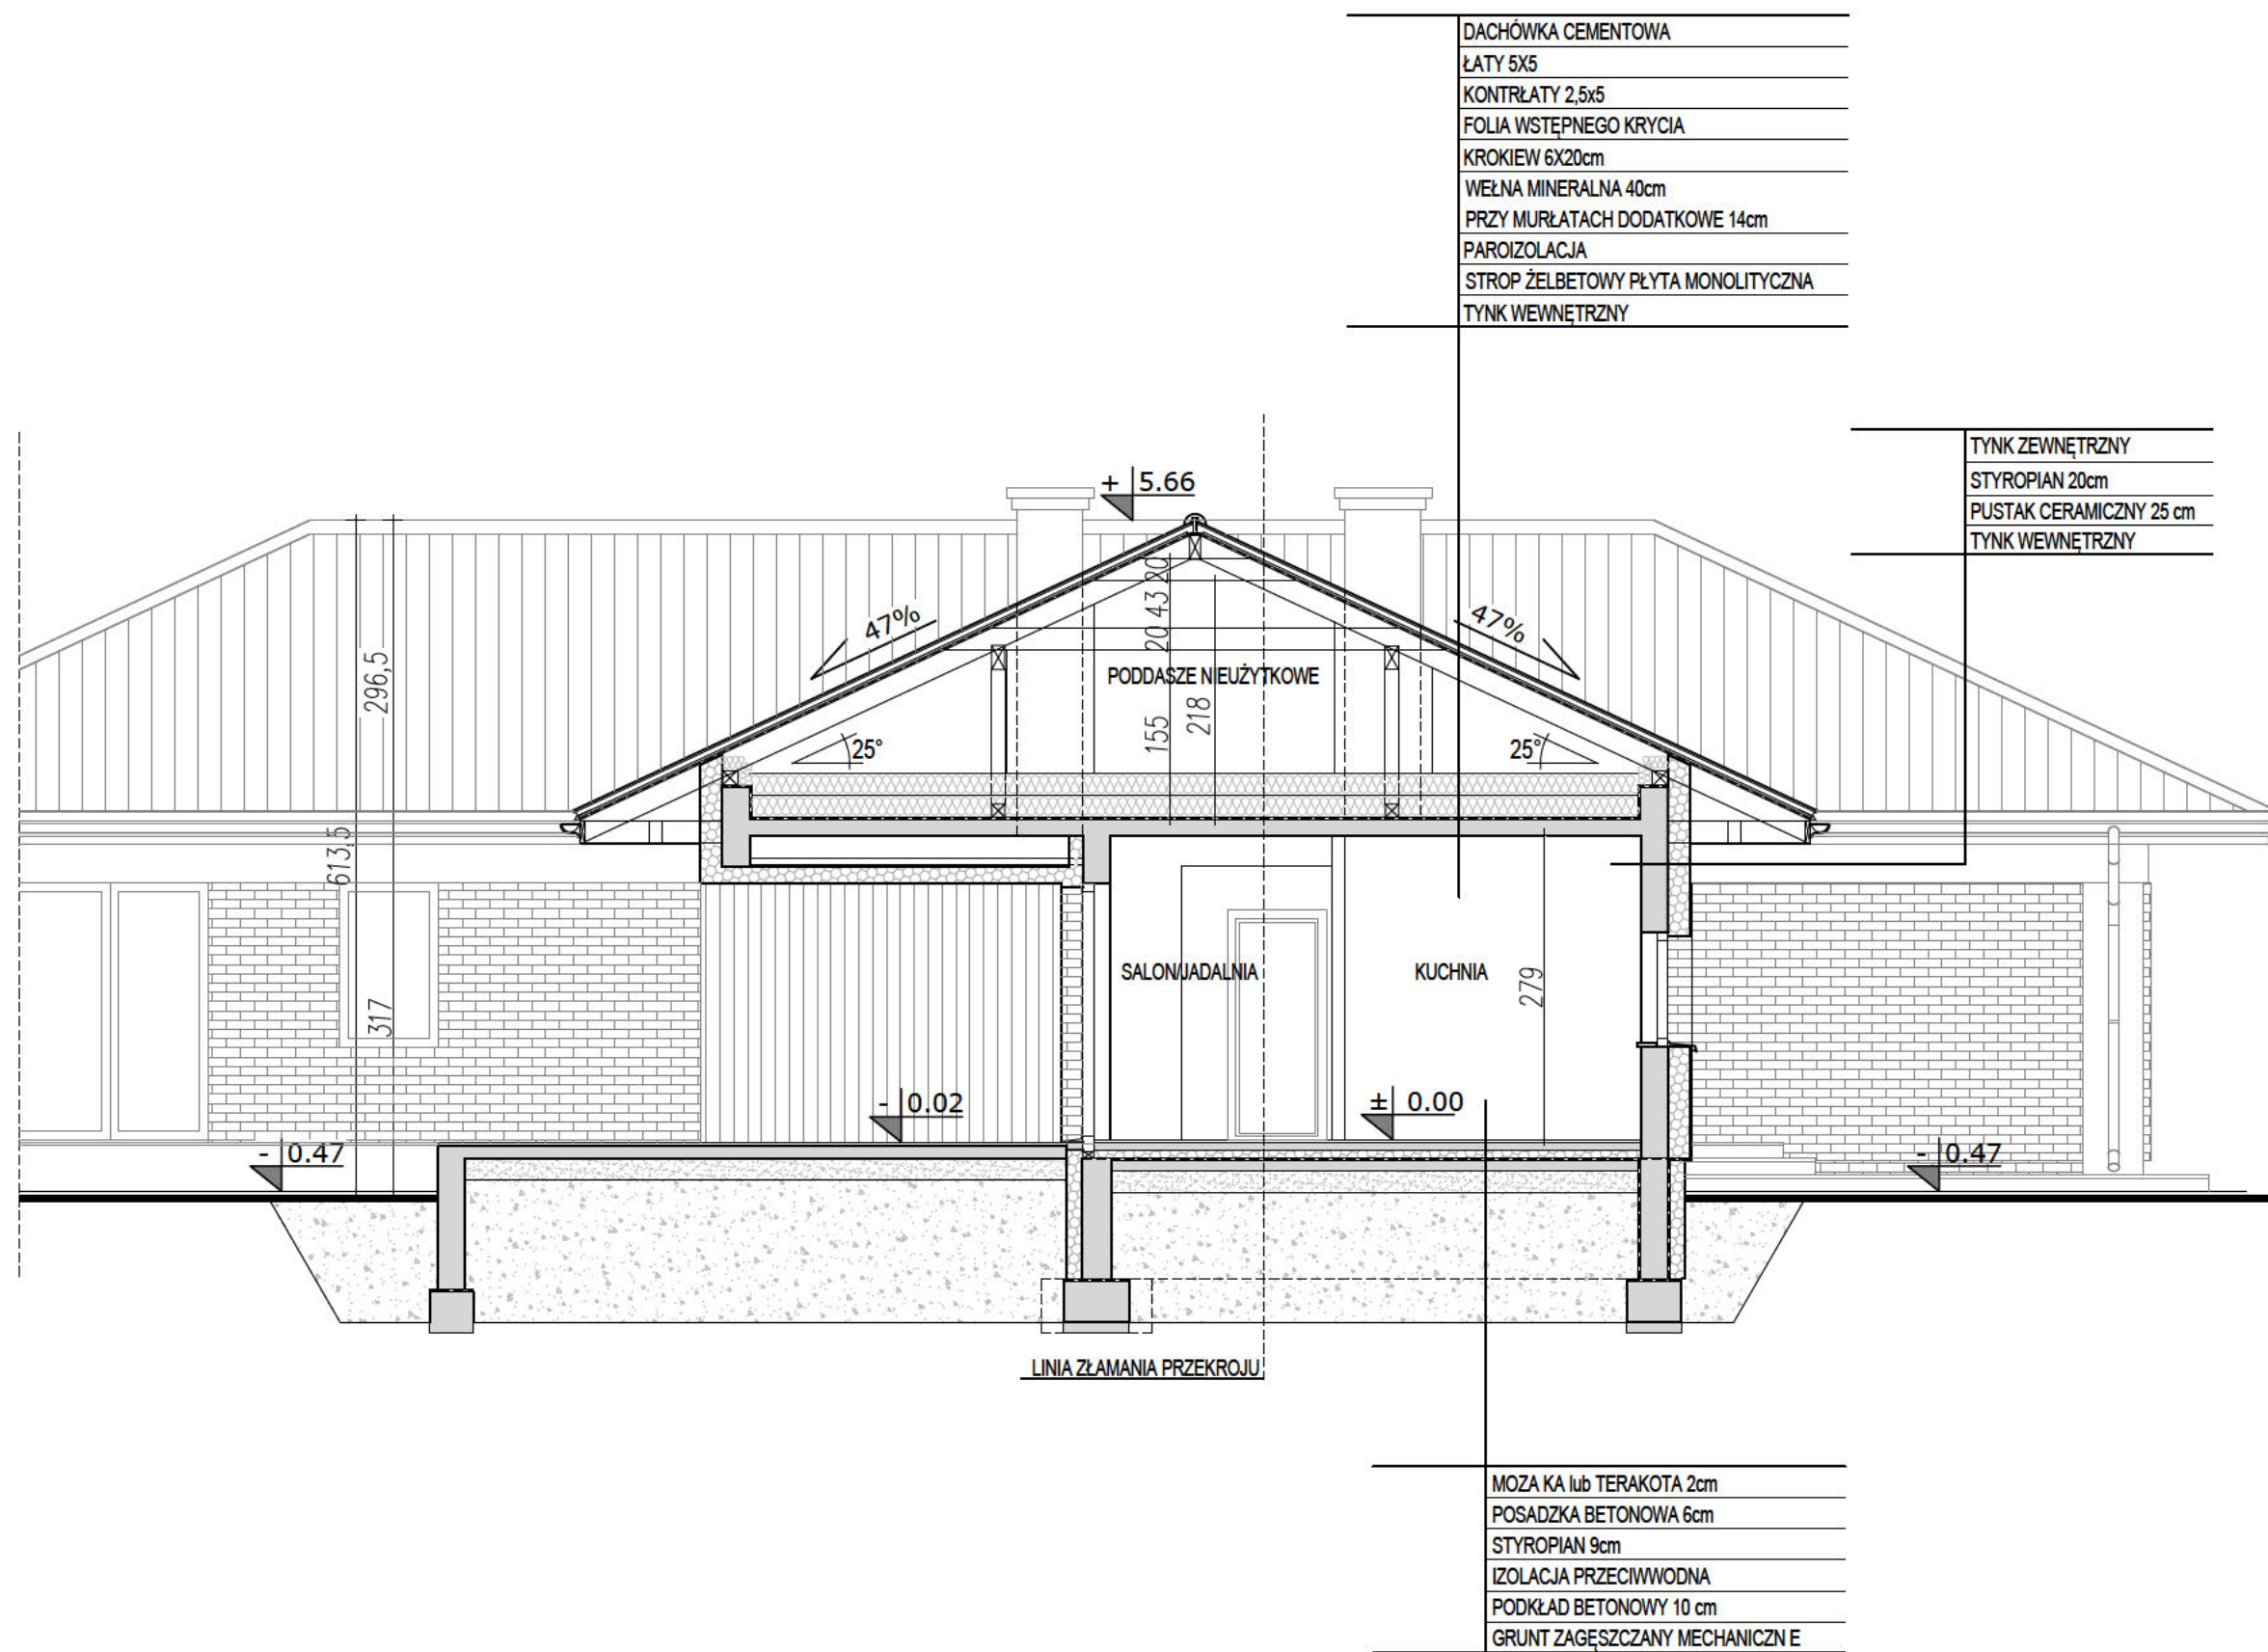 DACHÓWKA CEMENTOWA
ŁATY 5X5
KONTRŁATY 2,5x5
FOLIA WSTĘPNEGO KRYCIA
KROKIEW 6X20cm
WEŁNA MINERALNA 40cm
PRZY MURŁATACH DODATKOWE 14cm
PAROIZOLACJA
STROP ŻELBETOWY PŁYTA MONOLITYCZNA
TYNK WEWNĘTRZNY
TYNK ZEWNĘTRZNY
STYROPIAN 20cm
PUSTAK CERAMICZNY 25 cm
TYNK WEWNĘTRZNY
+ 5.66
47%
47%
20 43 20
296,5
PODDASZE NIEUŻYTKOWE
155
218
25°
25°
613,5
317
SALON/JADALNIA
KUCHNIA
279
- 0.02
± 0.00
- 0.47
- 0.47
LINIA ZŁAMANIA PRZEKROJU
MOZA KA lub TERAKOTA 2cm
POSADZKA BETONOWA 6cm
STYROPIAN 9cm
IZOLACJA PRZECIWWODNA
PODKŁAD BETONOWY 10 cm
GRUNT ZAGĘSZCZANY MECHANICZN E